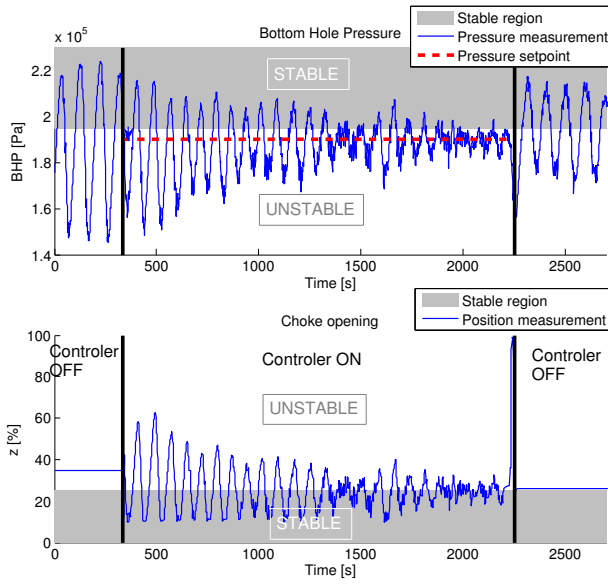 x 10^5
Bottom Hole Pressure
Stable region
Pressure measurement
Pressure setpoint
STABLE
UNSTABLE
2.2
2
1.8
1.6
1.4
BHP [Pa]
0
500
1000
1500
2000
2500
Time [s]
Choke opening
Stable region
Position measurement
Controler
OFF
Controler ON
Controler
OFF
UNSTABLE
STABLE
100
80
60
40
20
0
z [%]
0
500
1000
1500
2000
2500
Time [s]